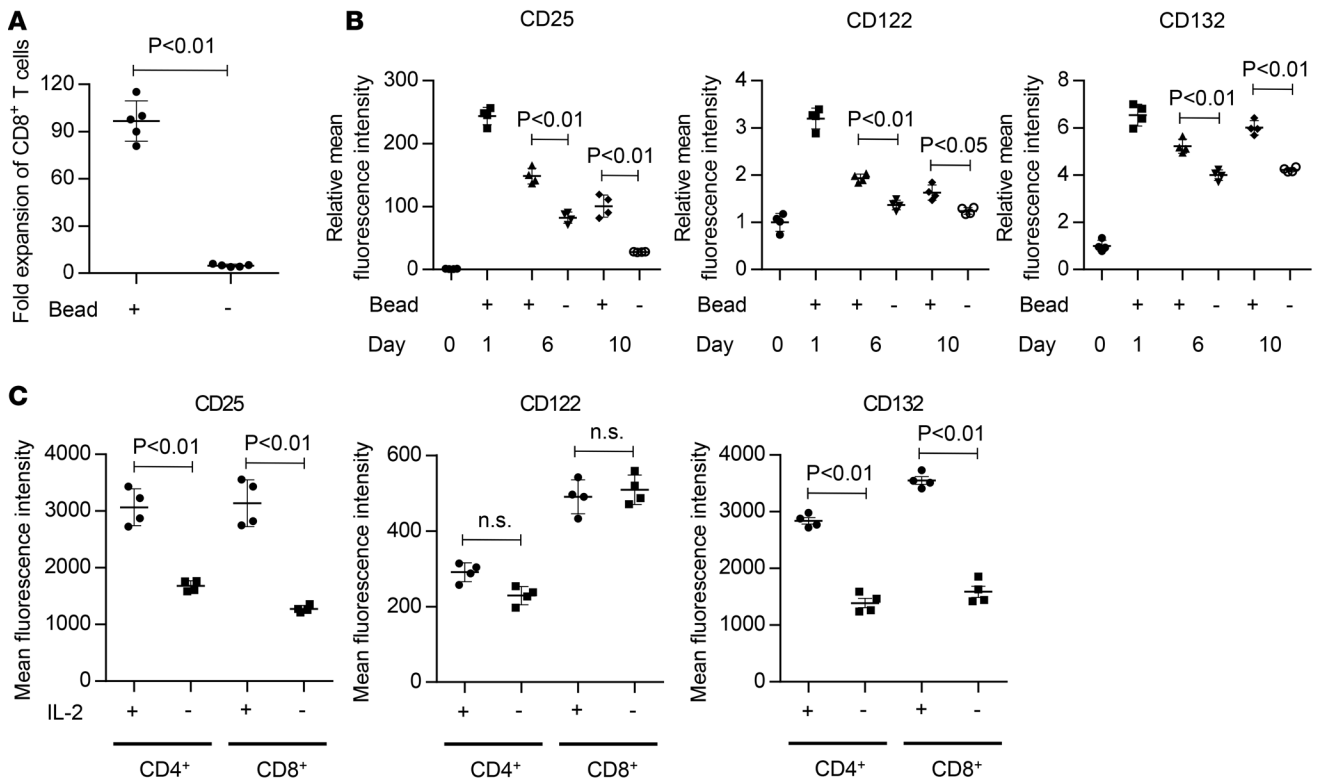 A
P<0.01
Fold expansion of CD8⁺ T cells
120
90
60
30
0
Bead + -
B
CD25
Relative mean
fluorescence intensity
300
200
100
0
P<0.01
P<0.01
Bead + + - + -
Day 0 1 6 10
CD122
Relative mean
fluorescence intensity
4
3
2
1
0
P<0.01
P<0.05
Bead + + - + -
Day 0 1 6 10
CD132
Relative mean
fluorescence intensity
8
6
4
2
0
P<0.01
P<0.01
Bead + + - + -
Day 0 1 6 10
C
CD25
Mean fluorescence intensity
4000
3000
2000
1000
0
P<0.01
P<0.01
IL-2 + - + -
CD4⁺ CD8⁺
CD122
Mean fluorescence intensity
600
400
200
0
n.s.
n.s.
+ - + -
CD4⁺ CD8⁺
CD132
Mean fluorescence intensity
4000
3000
2000
1000
0
P<0.01
P<0.01
+ - + -
CD4⁺ CD8⁺